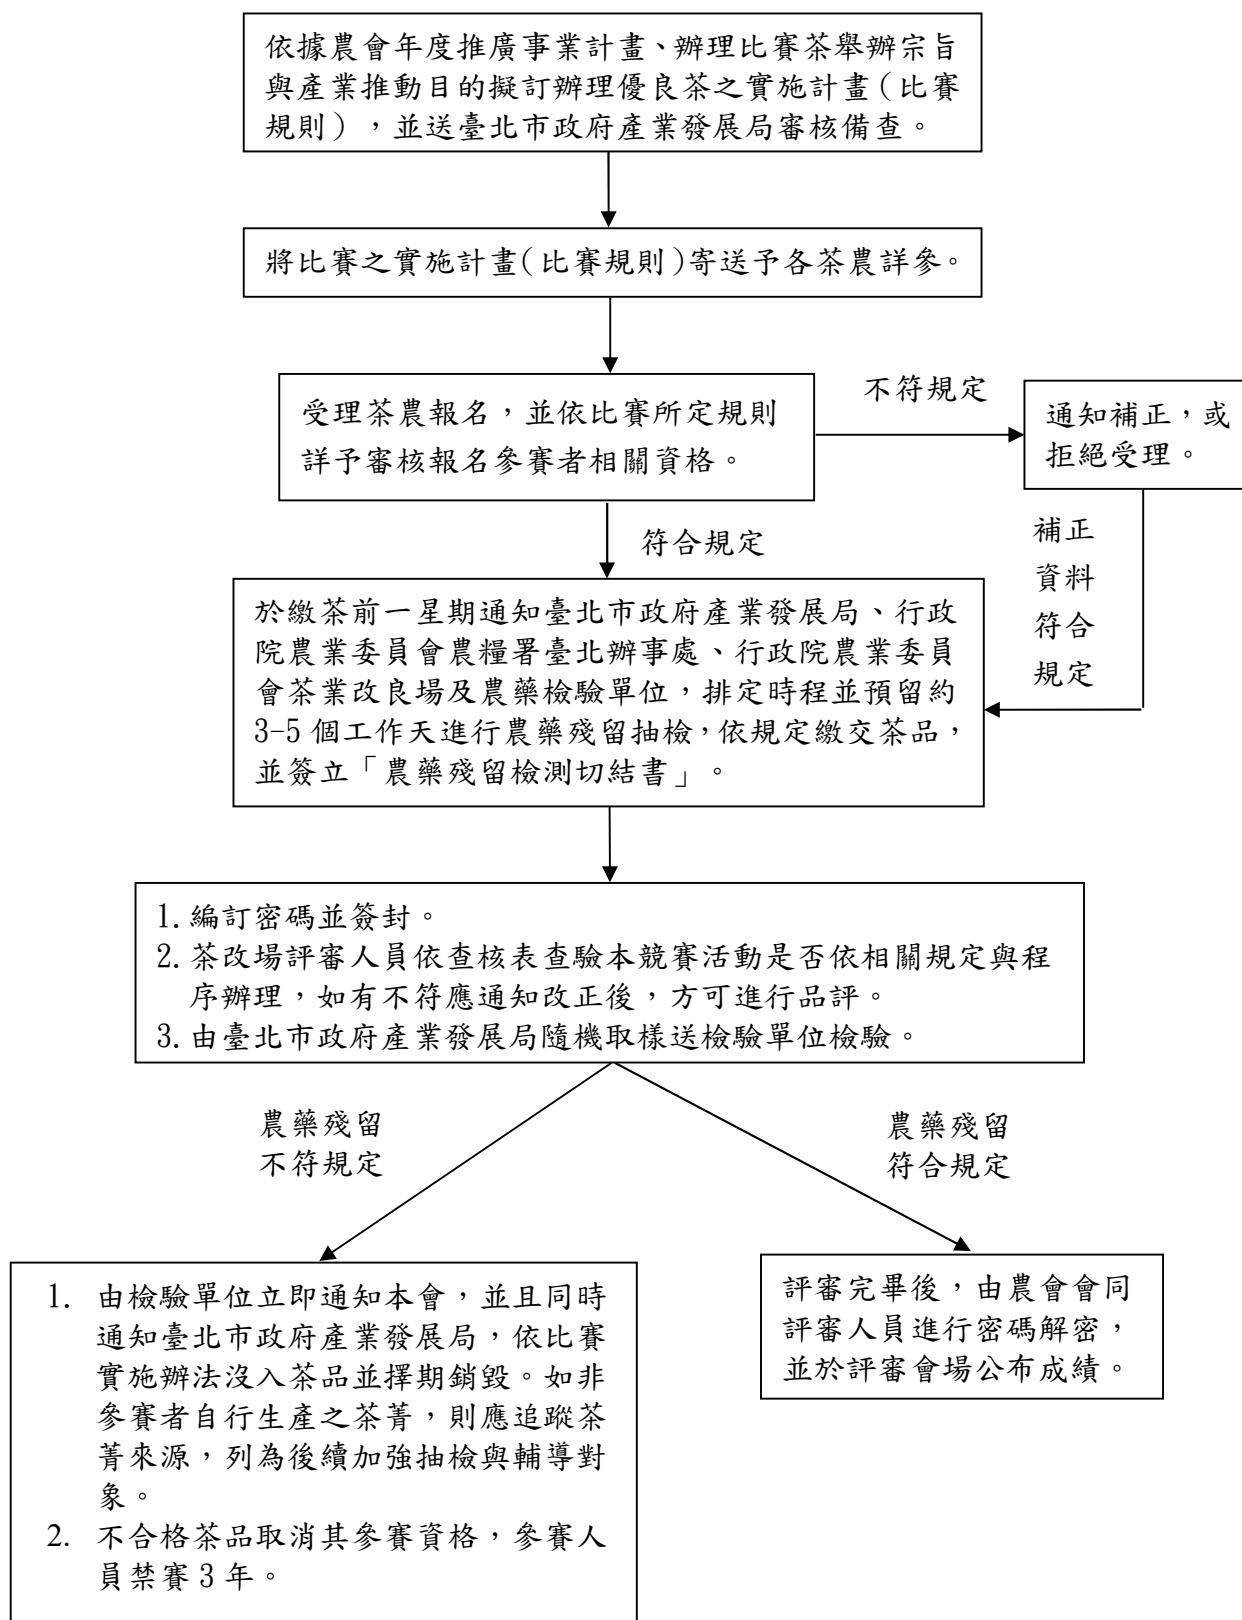 依據農會年度推廣事業計畫、辦理比賽茶舉辦宗旨
與產業推動目的擬訂辦理優良茶之實施計畫(比賽
規則),並送臺北市政府產業發展局審核備查。
將比賽之實施計畫(比賽規則)寄送予各茶農詳參。
受理茶農報名,並依比賽所定規則
詳予審核報名參賽者相關資格。
不符規定
通知補正,或
拒絕受理。
符合規定
補正
資料
符合
規定
於繳茶前一星期通知臺北市政府產業發展局、行政
院農業委員會農糧署臺北辦事處、行政院農業委員
會茶業改良場及農藥檢驗單位,排定時程並預留約
3-5 個工作天進行農藥殘留抽檢,依規定繳交茶品,
並簽立「農藥殘留檢測切結書」。
1. 編訂密碼並簽封。
2. 茶改場評審人員依查核表查驗本競賽活動是否依相關規定與程
序辦理,如有不符應通知改正後,方可進行品評。
3. 由臺北市政府產業發展局隨機取樣送檢驗單位檢驗。
農藥殘留
不符規定
農藥殘留
符合規定
1. 由檢驗單位立即通知本會,並且同時
通知臺北市政府產業發展局,依比賽
實施辦法沒入茶品並擇期銷毀。如非
參賽者自行生產之茶菁,則應追蹤茶
菁來源,列為後續加強抽檢與輔導對
象。
2. 不合格茶品取消其參賽資格,參賽人
員禁賽 3 年。
評審完畢後,由農會會同
評審人員進行密碼解密,
並於評審會場公布成績。